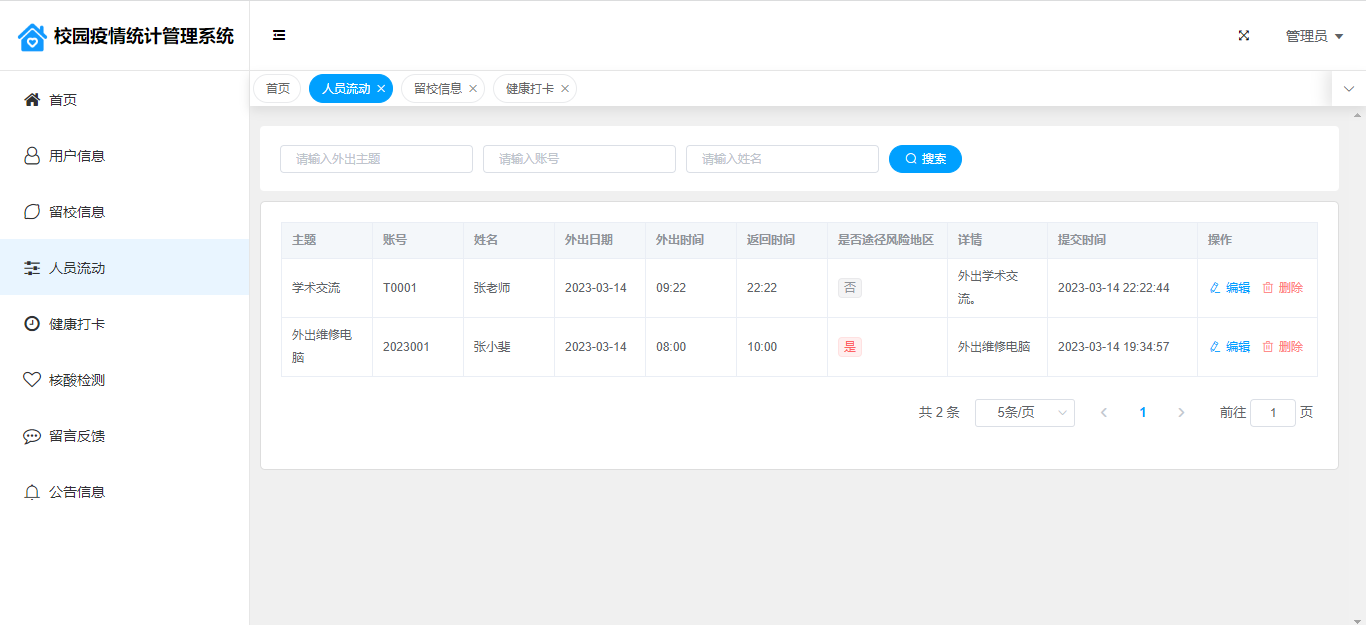 校园疫情统计管理系统
管理员
首页
用户信息
留校信息
人员流动
健康打卡
核酸检测
留言反馈
公告信息
首页 人员流动 留校信息 健康打卡
请输入外出主题 请输入账号 请输入姓名 搜索
主题 账号 姓名 外出日期 外出时间 返回时间 是否途径风险地区 详情 提交时间 操作
学术交流 T0001 张老师 2023-03-14 09:22 22:22 否 外出学术交
流。 2023-03-14 22:22:44 编辑 删除
外出维修电
脑 2023001 张小斐 2023-03-14 08:00 10:00 是 外出维修电脑 2023-03-14 19:34:57 编辑 删除
共 2 条 5条/页 1 前往 1 页